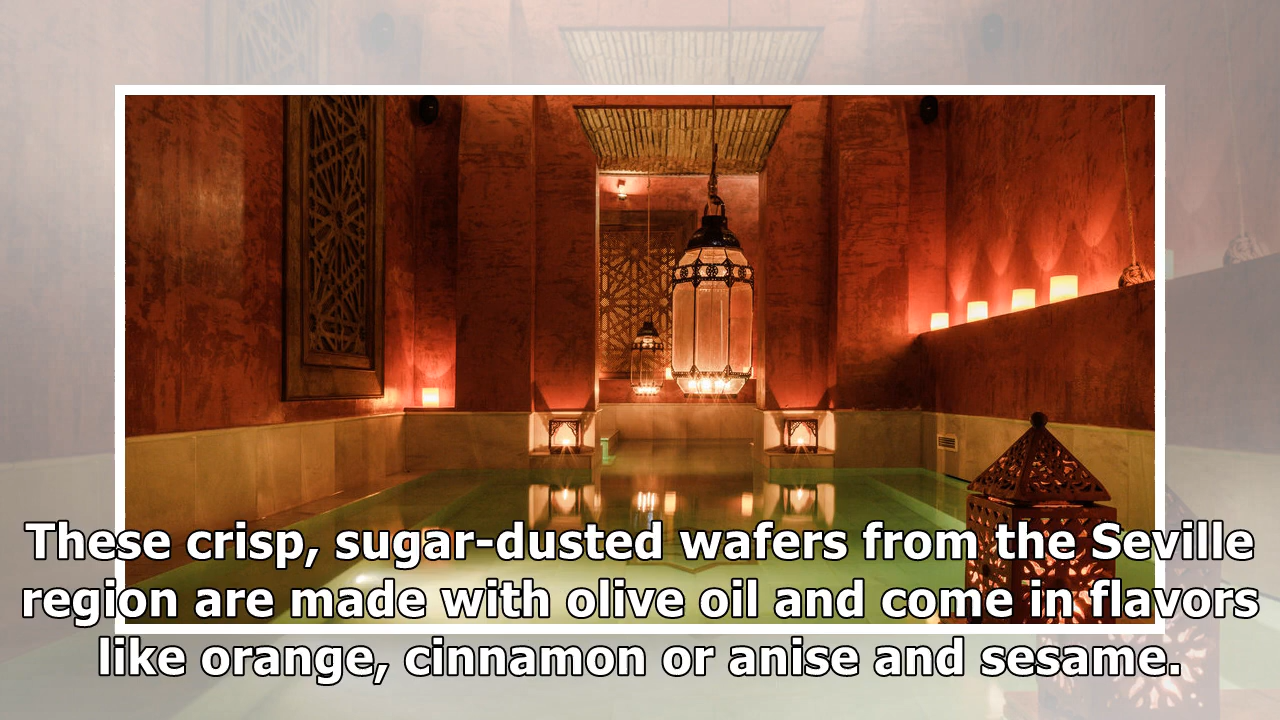 These crisp, sugar-dusted wafers from the Seville
region are made with olive oil and come in flavors
like orange, cinnamon or anise and sesame.